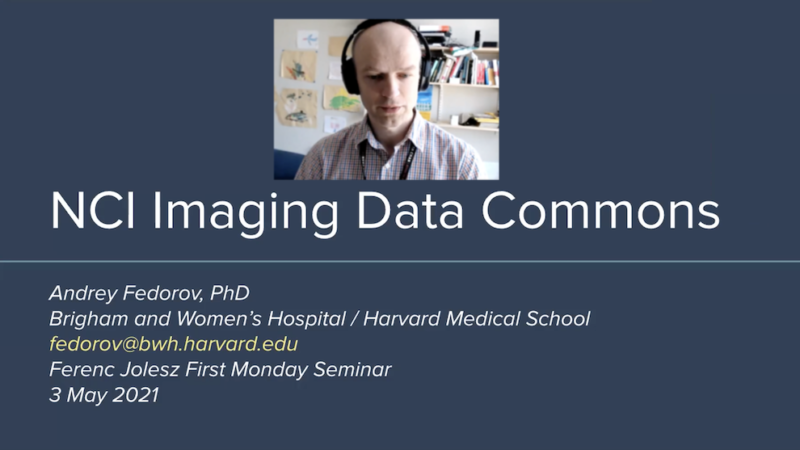 NCI Imaging Data Commons
Andrey Fedorov, PhD
Brigham and Women's Hospital / Harvard Medical School
fedorov@bwh.harvard.edu
Ferenc Jolesz First Monday Seminar
3 May 2021